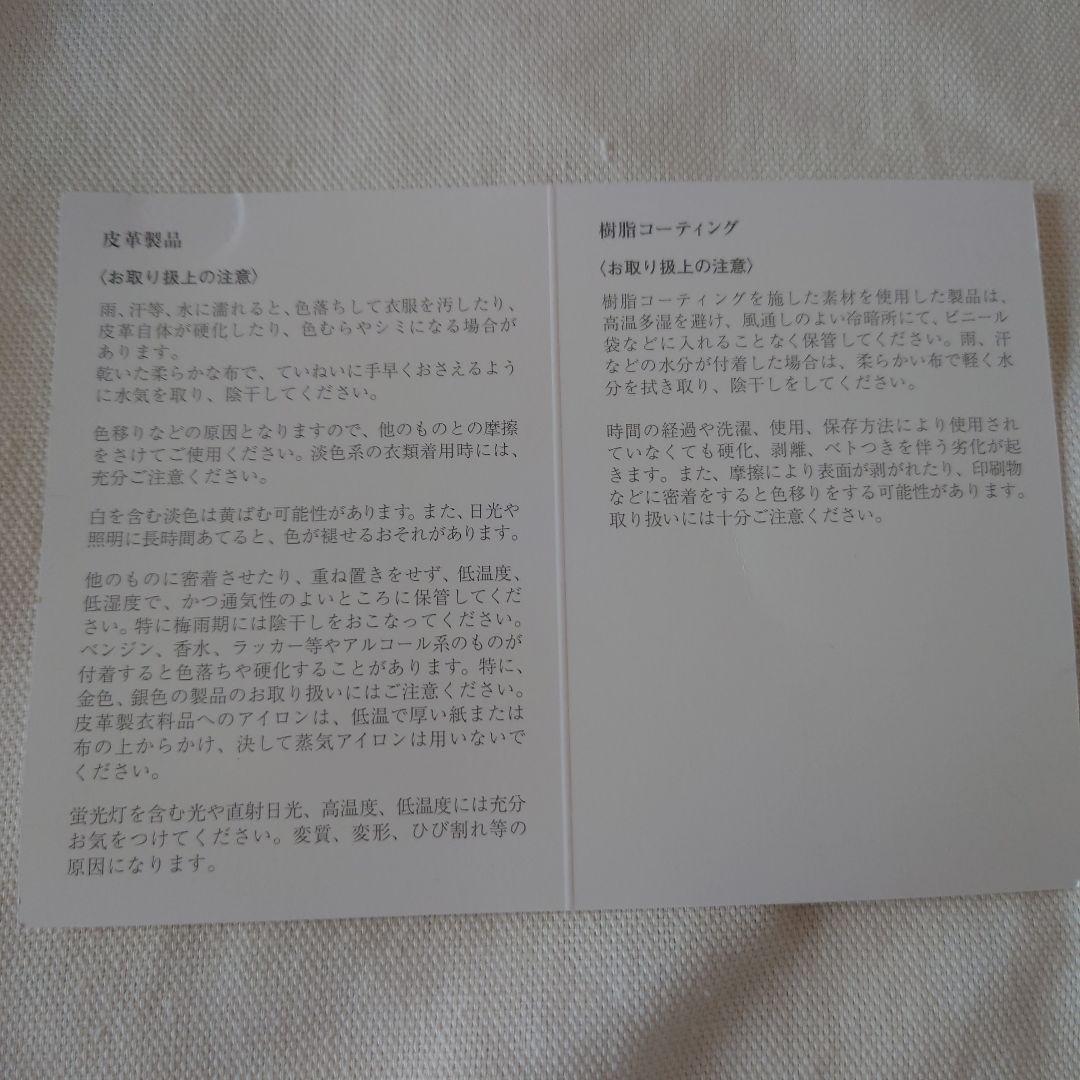 皮革製品
〈お取り扱上の注意〉
雨、汗等、水に濡れると、色落ちして衣服を汚したり、
皮革自体が硬化したり、色むらやシミになる場合が
あります。
乾いた柔らかな布で、ていねいに手早くおさえるよう
に水気を取り、陰干してください。
色移りなどの原因となりますので、他のものとの摩擦
をさけてご使用ください。淡色系の衣類着用時には、
充分ご注意ください。
白を含む淡色は黄ばむ可能性があります。また、日光や
照明に長時間あてると、色が褪せるおそれがあります。
他のものに密着させたり、重ね置きをせず、低温度、
低湿度で、かつ通気性のよいところに保管してくだ
さい。特に梅雨期には陰干しをおこなってください。
ベンジン、香水、ラッカー等やアルコール系のものが
付着すると色落ちや硬化することがあります。特に、
金色、銀色の製品のお取り扱いにはご注意ください。
皮革製衣料品へのアイロンは、低温で厚い紙または
布の上からかけ、決して蒸気アイロンは用いないで
ください。
蛍光灯を含む光や直射日光、高温度、低温度には充分
お気をつけてください。変質、変形、ひび割れ等の
原因になります。
樹脂コーティング
〈お取り扱上の注意〉
樹脂コーティングを施した素材を使用した製品は、
高温多湿を避け、風通しのよい冷暗所にて、ビニール
袋などに入れることなく保管してください。雨、汗
などの水分が付着した場合は、柔らかい布で軽く水
分を拭き取り、陰干しをしてください。
時間の経過や洗濯、使用、保存方法により使用され
ていなくても硬化、剥離、ベトつきを伴う劣化が起
きます。また、摩擦により表面が剥がれたり、印刷物
などに密着をすると色移りをする可能性があります。
取り扱いには十分ご注意ください。